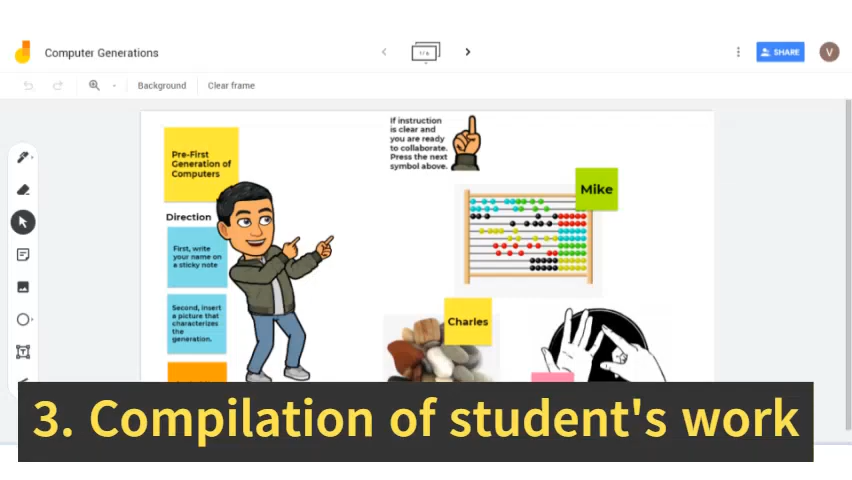 Computer Generations
1 / 6
SHARE
V
Background
Clear frame
If instruction
is clear and
you are ready
to collaborate.
Press the next
symbol above.
Pre-First
Generation of
Computers
Mike
Direction
First, write
your name on
a sticky note
Second, insert
a picture that
characterizes
the
generation.
Charles
3. Compilation of student's work